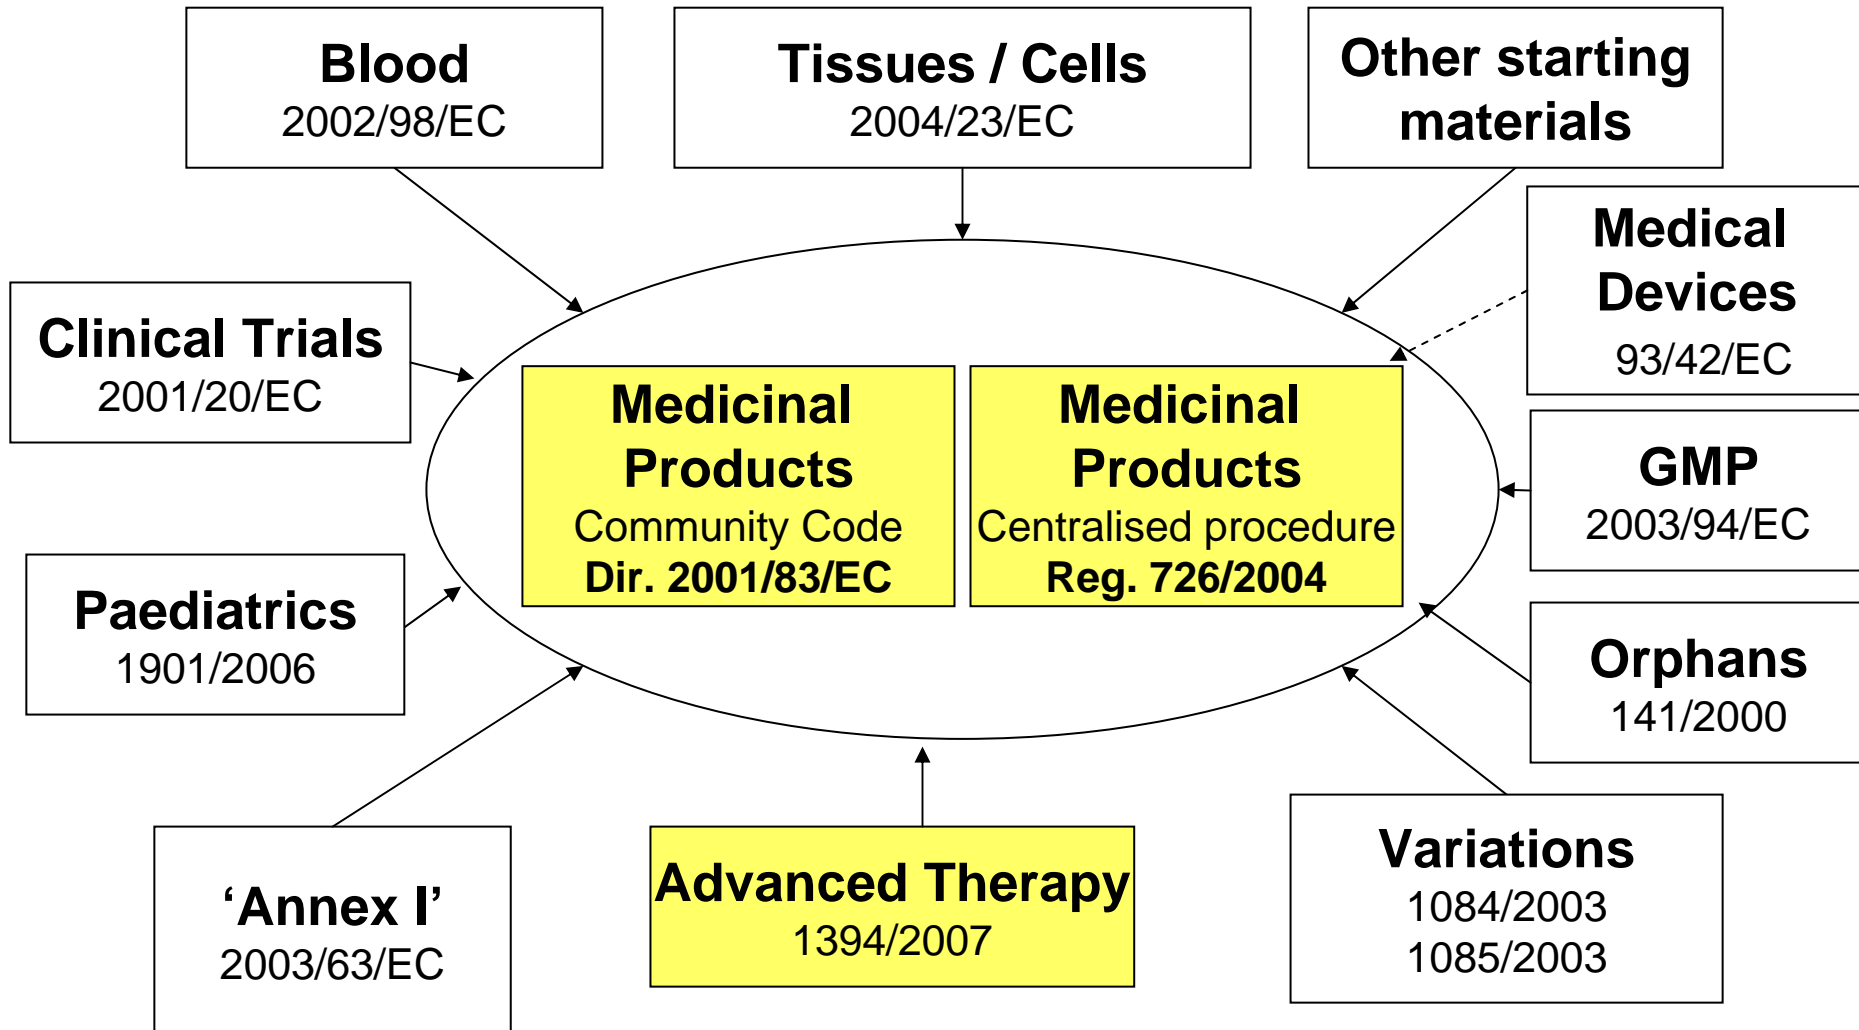 Blood
2002/98/EC
Tissues / Cells
2004/23/EC
Other starting
materials
Medical
Devices
93/42/EC
Clinical Trials
2001/20/EC
Medicinal
Products
Community Code
Dir. 2001/83/EC
Medicinal
Products
Centralised procedure
Reg. 726/2004
GMP
2003/94/EC
Paediatrics
1901/2006
Orphans
141/2000
‘Annex I’
2003/63/EC
Advanced Therapy
1394/2007
Variations
1084/2003
1085/2003